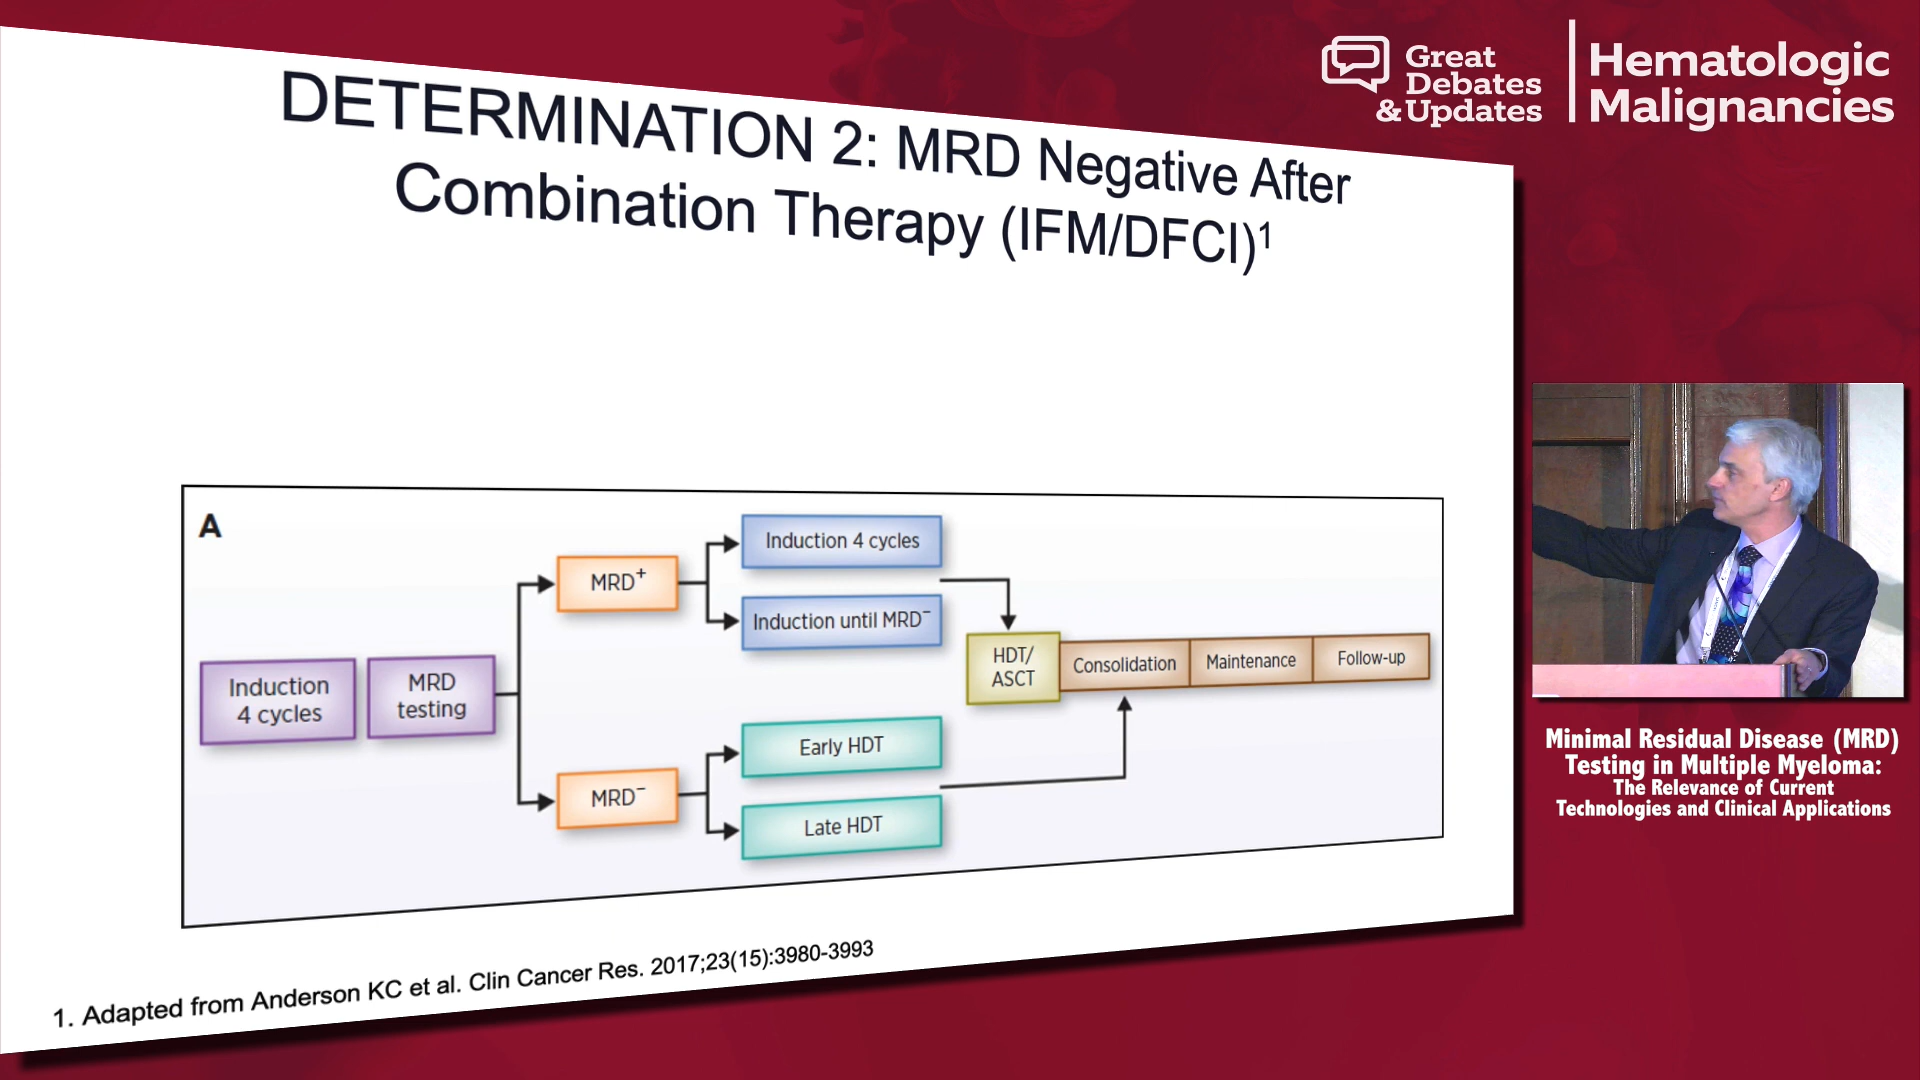 Great
Debates
& Updates
Hematologic
Malignancies
DETERMINATION 2: MRD Negative After
Combination Therapy (IFM/DFCI)1
A
Induction
4 cycles
MRD
testing
MRD+
MRD−
Induction 4 cycles
Induction until MRD−
Early HDT
Late HDT
HDT/
ASCT
Consolidation
Maintenance
Follow-up
1. Adapted from Anderson KC et al. Clin Cancer Res. 2017;23(15):3980-3993
Minimal Residual Disease (MRD)
Testing in Multiple Myeloma:
The Relevance of Current
Technologies and Clinical Applications